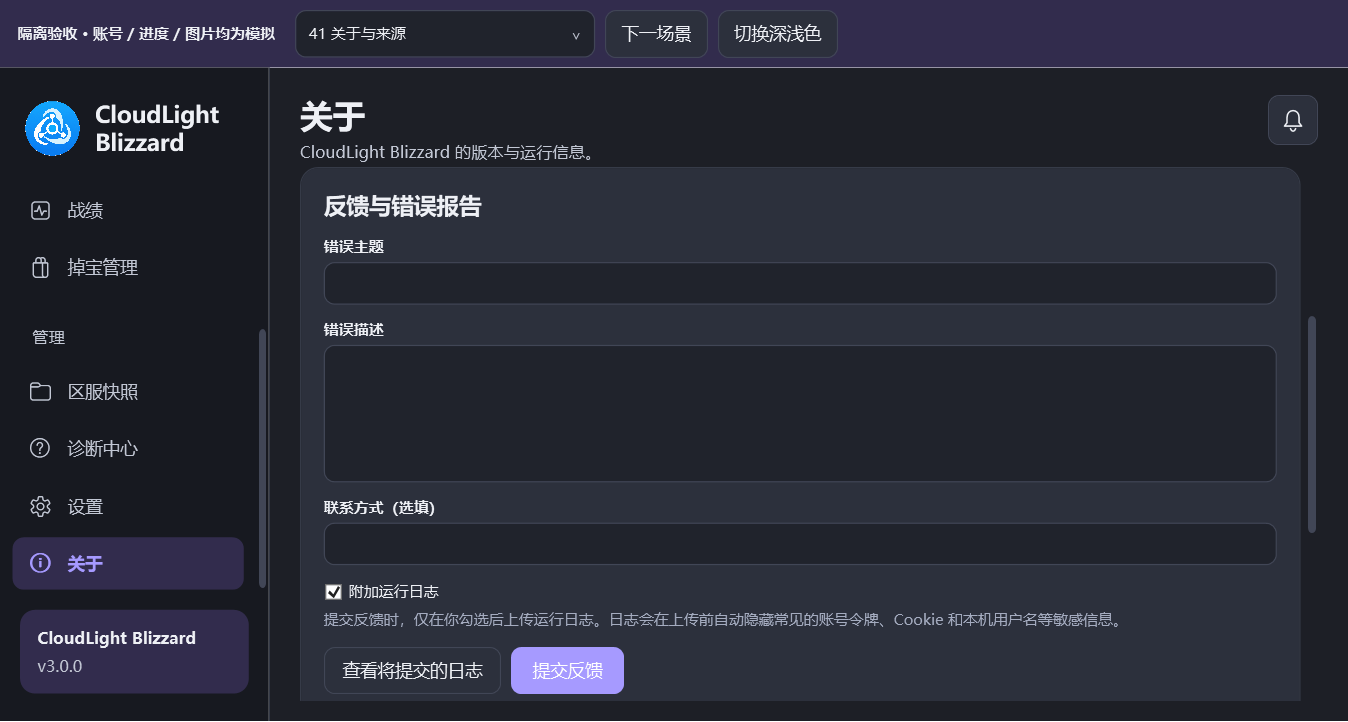 隔离验收 • 账号 / 进度 / 图片均为模拟
41 关于与来源
下一场景
切换深浅色
CloudLight
Blizzard
战绩
掉宝管理
管理
区服快照
诊断中心
设置
关于
CloudLight Blizzard
v3.0.0
关于
CloudLight Blizzard 的版本与运行信息。
反馈与错误报告
错误主题
错误描述
联系方式（选填）
附加运行日志
提交反馈时，仅在你勾选后上传运行日志。日志会在上传前自动隐藏常见的账号令牌、Cookie 和本机用户名等敏感信息。
查看将提交的日志
提交反馈